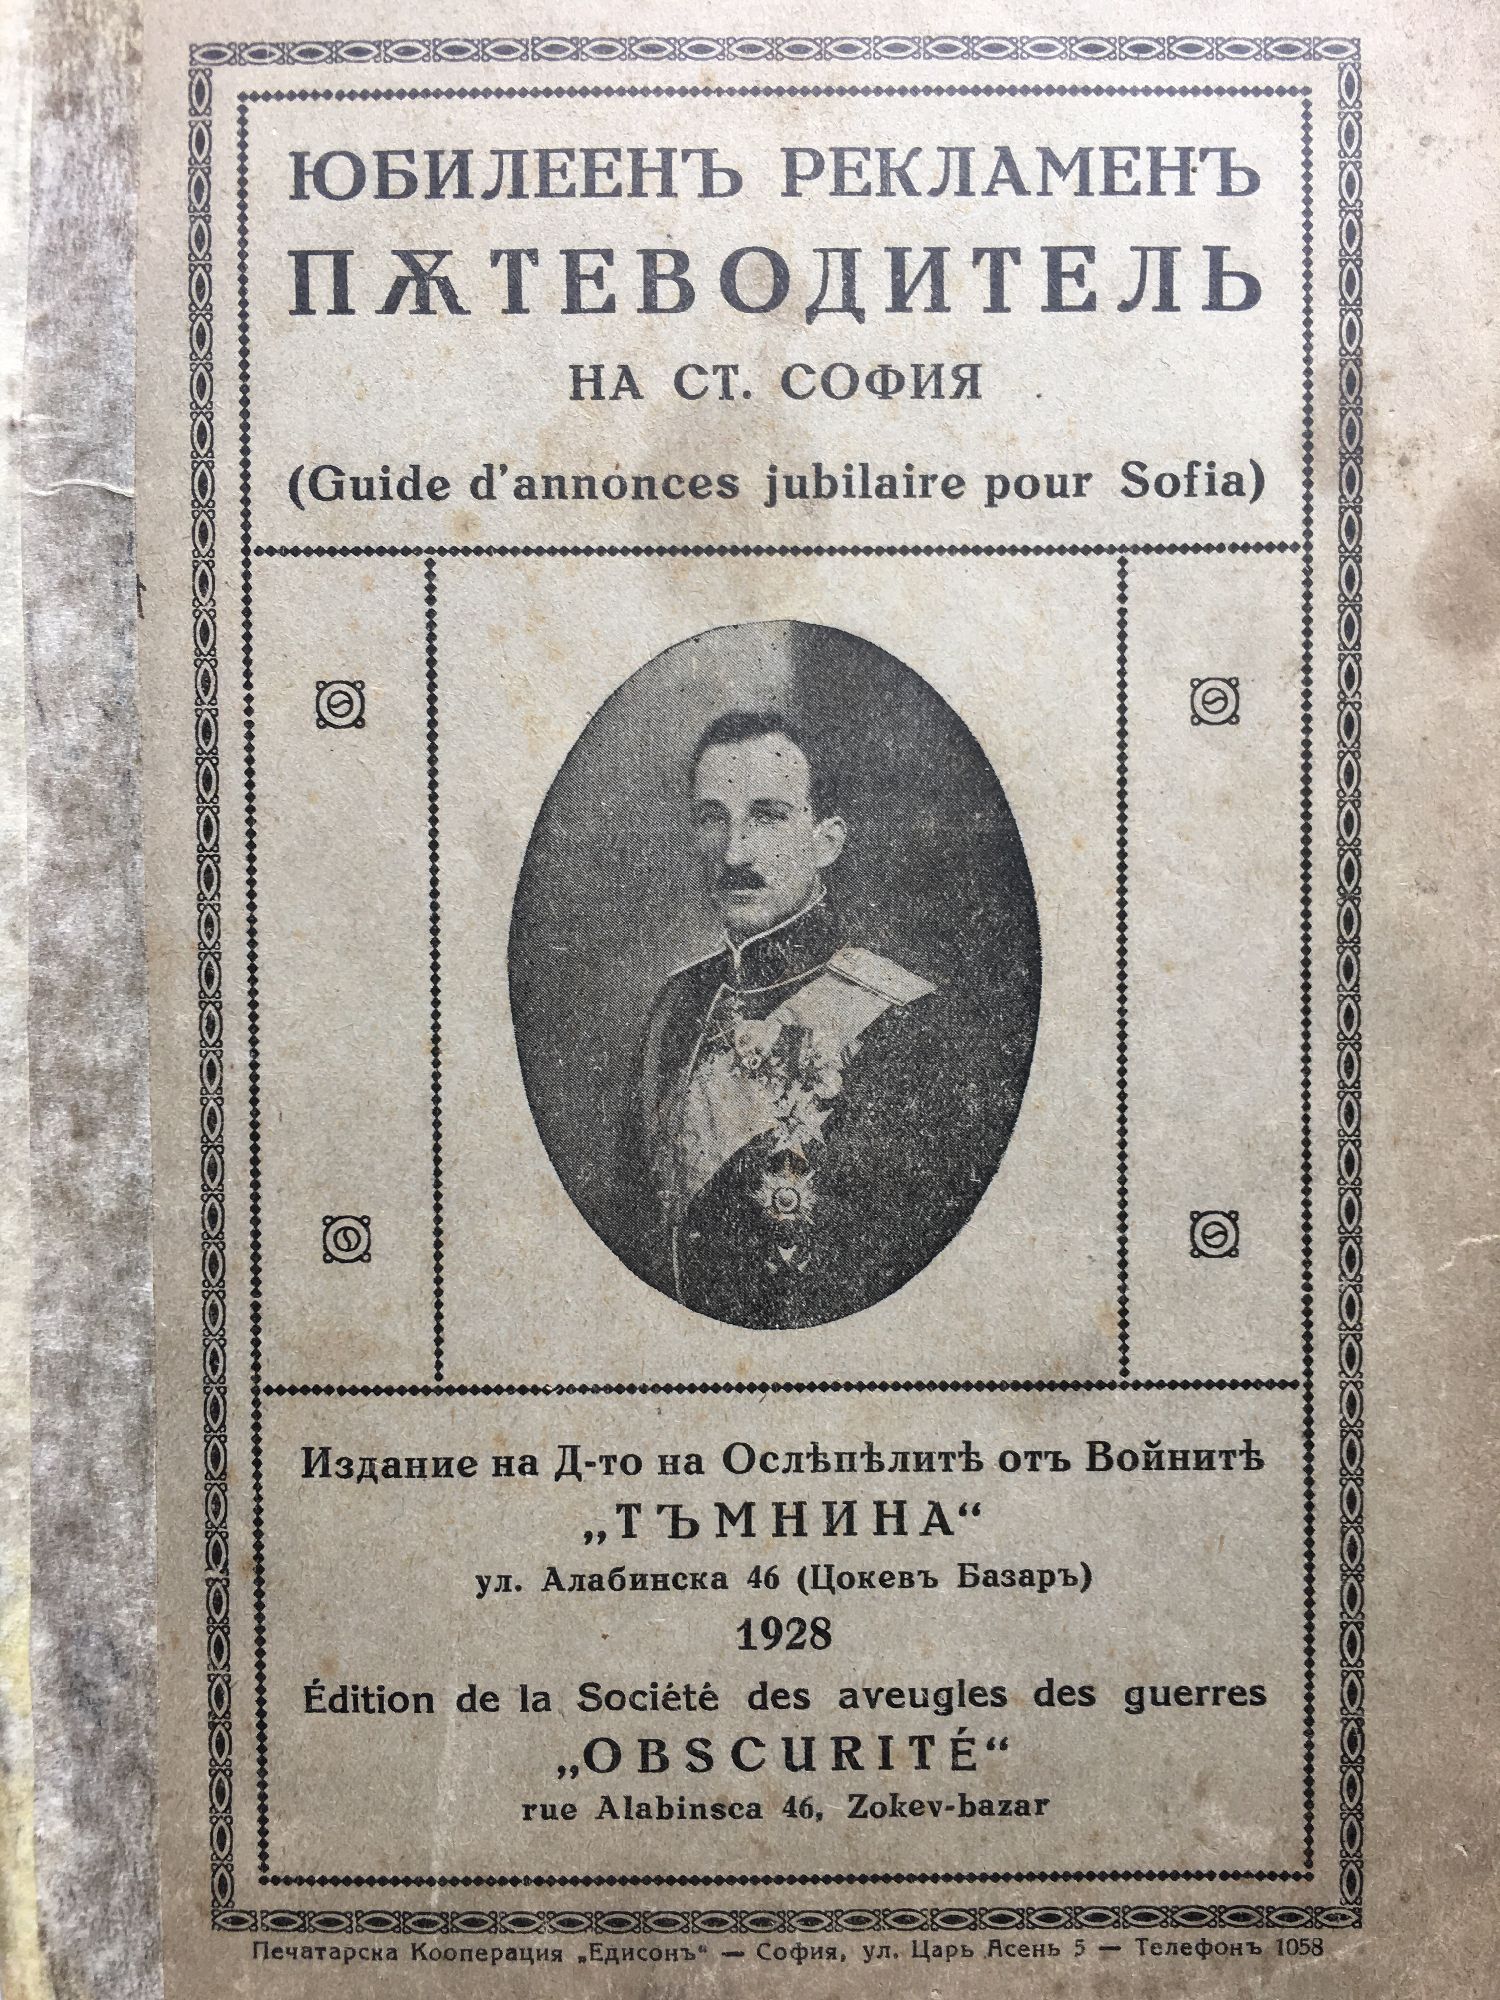 ЮБИЛЕЕНЪ РЕКЛАМЕНЪ
ПѪТЕВОДИТЕЛЬ
НА СТ. СОФИЯ
(Guide d'annonces jubilaire pour Sofia)
Издание на Д-то на Ослѣпѣлитѣ отъ Войнитѣ
„ТЪМНИНА“
ул. Алабинска 46 (Цокевъ Базаръ)
1928
Édition de la Société des aveugles des guerres
„OBSCURITÉ“
rue Alabinsca 46, Zokev-bazar
Печатарска Кооперация „Едисонъ“ — София, ул. Царь Асень 5 — Телефонъ 1058